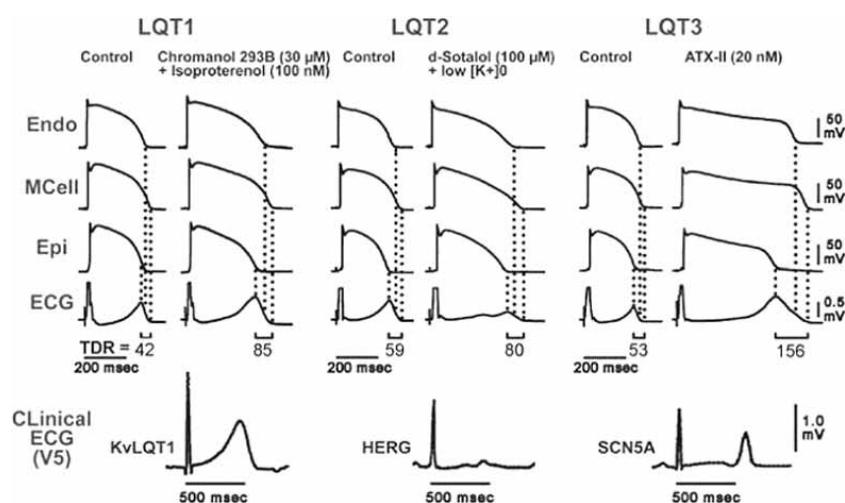 LQT1 LQT2 LQT3
Control Chromanol 293B (30 µM) Control d-Sotalol (100 µM) Control ATX-II (20 nM)
+ Isoproterenol (100 nM) + low [K+]0
Endo 50
mV
MCell 50
mV
Epi 50
mV
ECG 0.5
mV
TDR = 42 85 59 80 53 156
200 msec 200 msec 200 msec
CLinical
ECG
(V5)
KvLQT1 HERG SCN5A 1.0
mV
500 msec 500 msec 500 msec